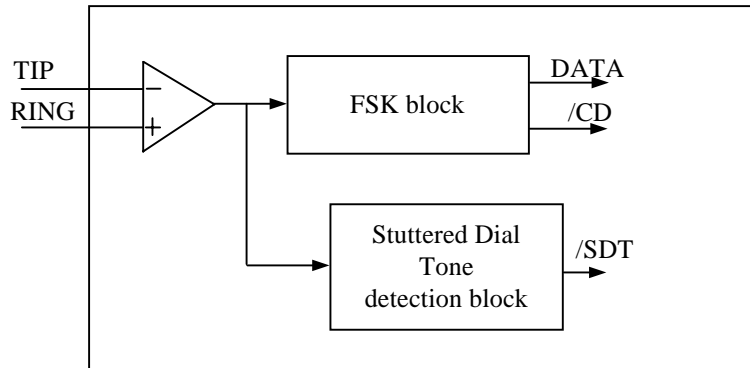 TIP
RING
−
+
FSK block
DATA
/CD
Stuttered Dial
Tone
detection block
/SDT